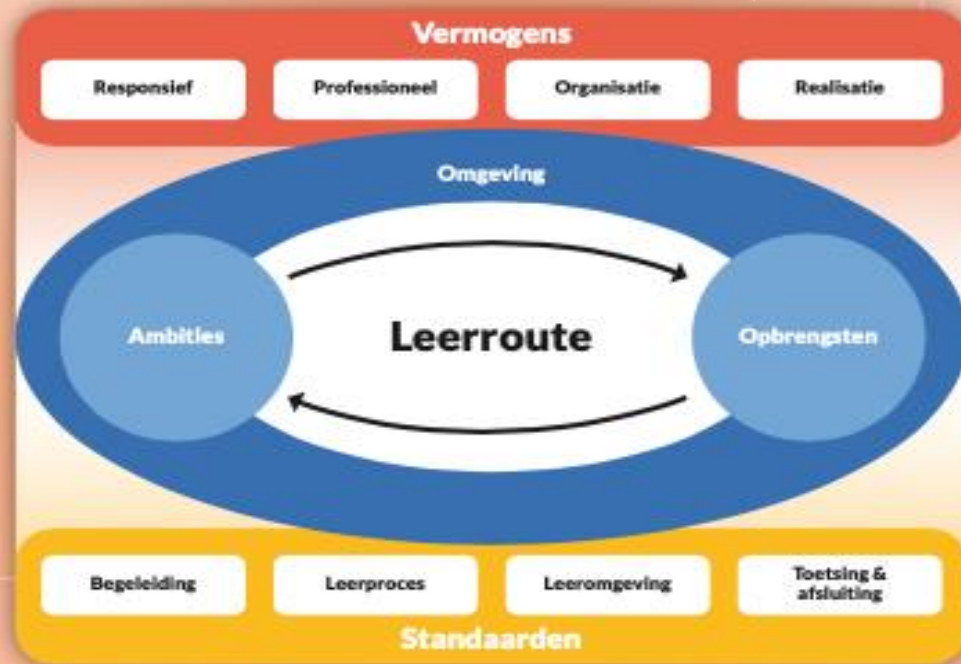 Vermogens
Responsief
Professioneel
Organisatie
Realisatie
Omgeving
Ambities
Leerroute
Opbrengsten
Begeleiding
Leerproces
Leeromgeving
Toetsing &
afsluiting
Standaarden